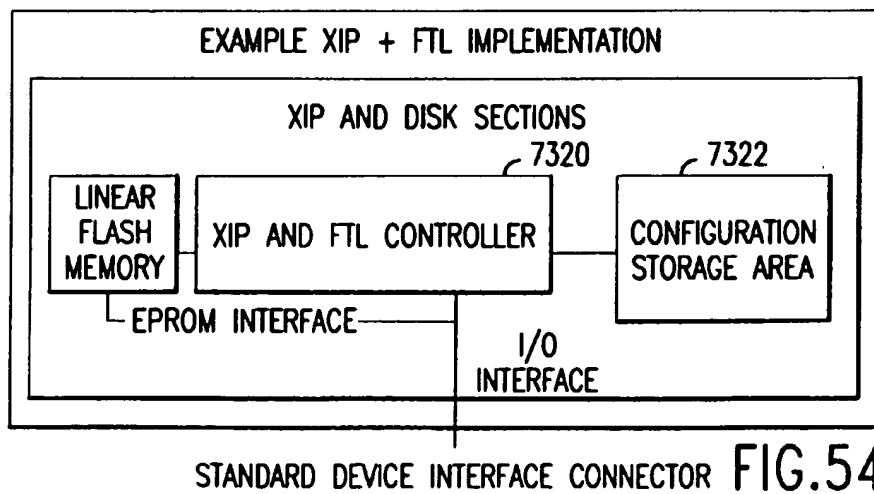 EXAMPLE XIP + FTL IMPLEMENTATION
XIP AND DISK SECTIONS
7320
7322
LINEAR
FLASH
MEMORY
XIP AND FTL CONTROLLER
CONFIGURATION
STORAGE AREA
EPROM INTERFACE
I/O
INTERFACE
STANDARD DEVICE INTERFACE CONNECTOR
FIG.54